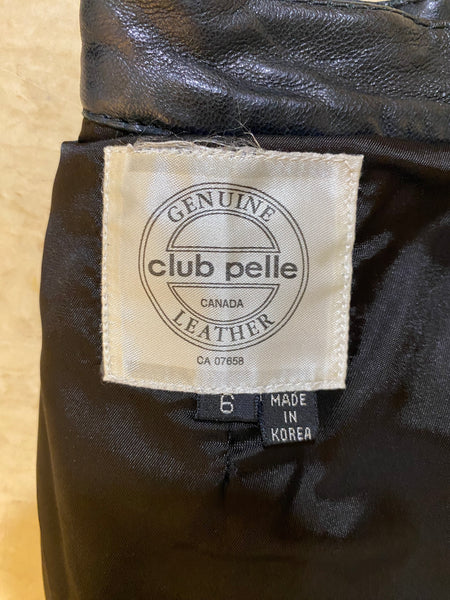 GENUINE
club pelle
CANADA
LEATHER
CA 07658
6
MADE
IN
KOREA